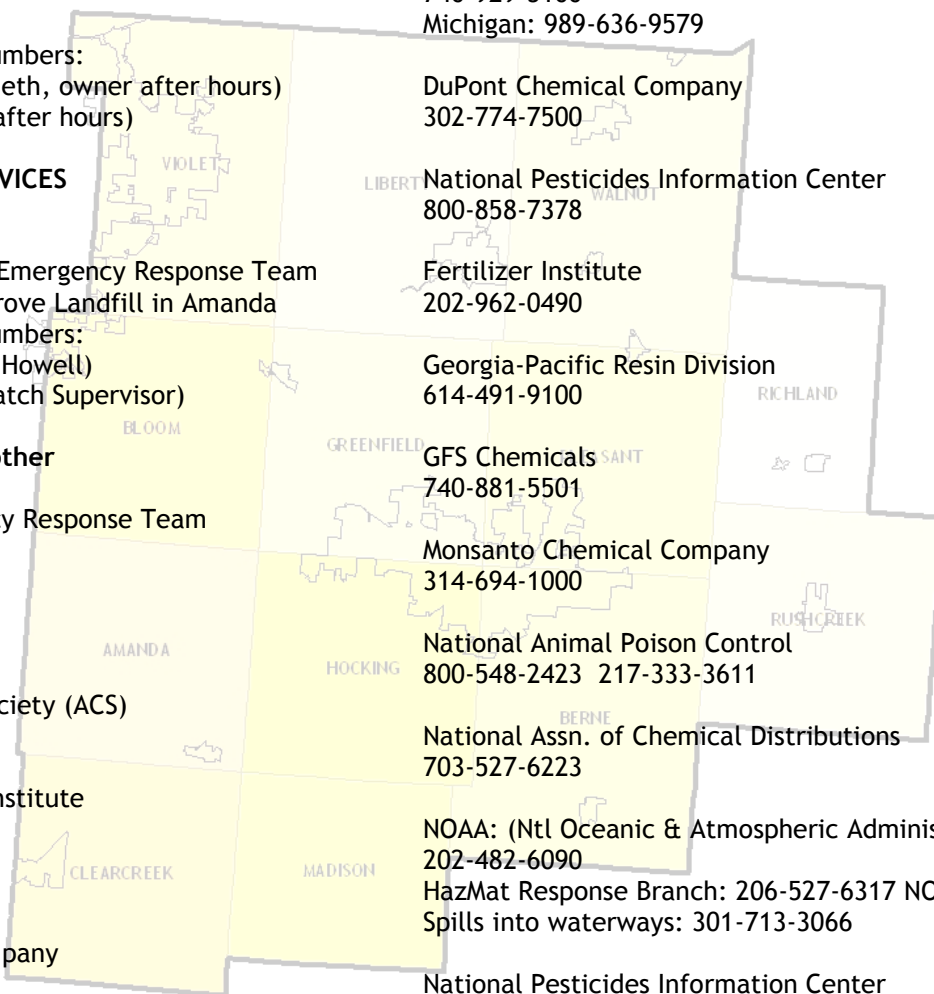 Michigan: 989-636-9579
umbers:
eth, owner after hours)
after hours)
VICES
Emergency Response Team
rove Landfill in Amanda
umbers:
Howell)
atch Supervisor)
other
cy Response Team
ciety (ACS)
nstitute
pany
DuPont Chemical Company
302-774-7500
National Pesticides Information Center
800-858-7378
Fertilizer Institute
202-962-0490
Georgia-Pacific Resin Division
614-491-9100
GFS Chemicals
740-881-5501
Monsanto Chemical Company
314-694-1000
National Animal Poison Control
800-548-2423 217-333-3611
National Assn. of Chemical Distributions
703-527-6223
NOAA: (Ntl Oceanic & Atmospheric Adminis
202-482-6090
HazMat Response Branch: 206-527-6317 NO
Spills into waterways: 301-713-3066
National Pesticides Information Center
VIOLET
LIBERTY
WALNUT
BLOOM
GREENFIELD
PLEASANT
RICHLAND
AMANDA
HOCKING
BERNE
RUSHCREEK
CLEARCREEK
MADISON